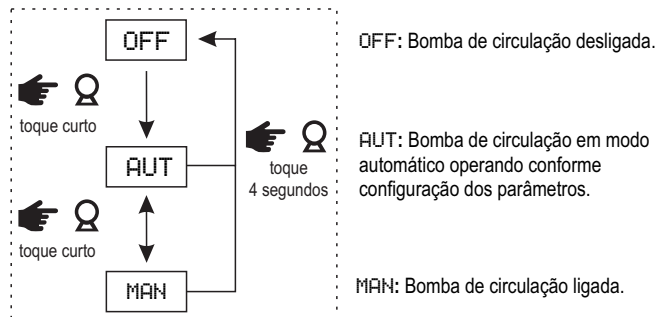 OFF
toque curto
AUT
toque
4 segundos
toque curto
MAN
OFF: Bomba de circulação desligada.
AUT: Bomba de circulação em modo
automático operando conforme
configuração dos parâmetros.
MAN: Bomba de circulação ligada.